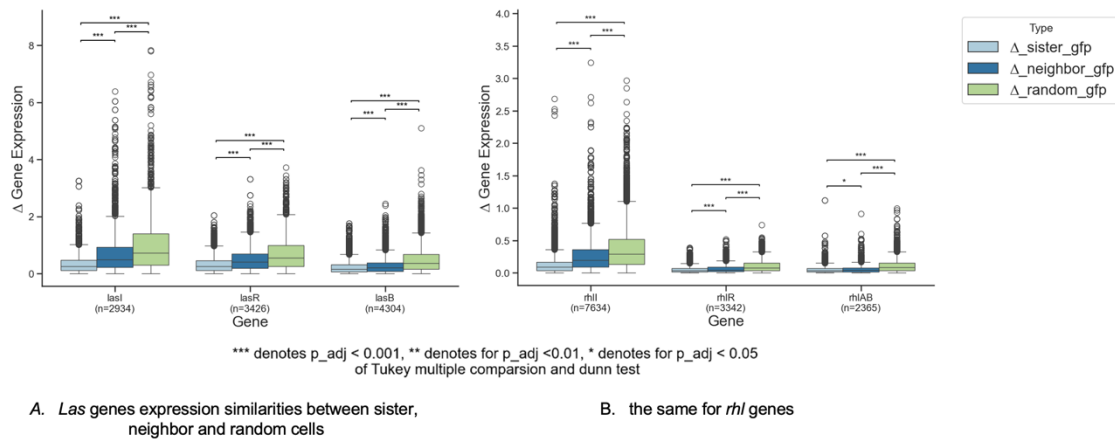 ***
***
***
***
***
***
***
***
***
Δ Gene Expression
8
6
4
2
0
lasI
(n=2934)
lasR
(n=3426)
lasB
(n=4304)
Gene
***
***
***
***
***
***
***
***
*
Δ Gene Expression
4.0
3.5
3.0
2.5
2.0
1.5
1.0
0.5
0.0
rhlI
(n=7634)
rhlR
(n=3342)
rhlAB
(n=2365)
Gene
Type
Δ_sister_gfp
Δ_neighbor_gfp
Δ_random_gfp
*** denotes p_adj < 0.001, ** denotes for p_adj <0.01, * denotes for p_adj < 0.05
of Tukey multiple comparsion and dunn test
A. Las genes expression similarities between sister,
neighbor and random cells
B. the same for rhl genes